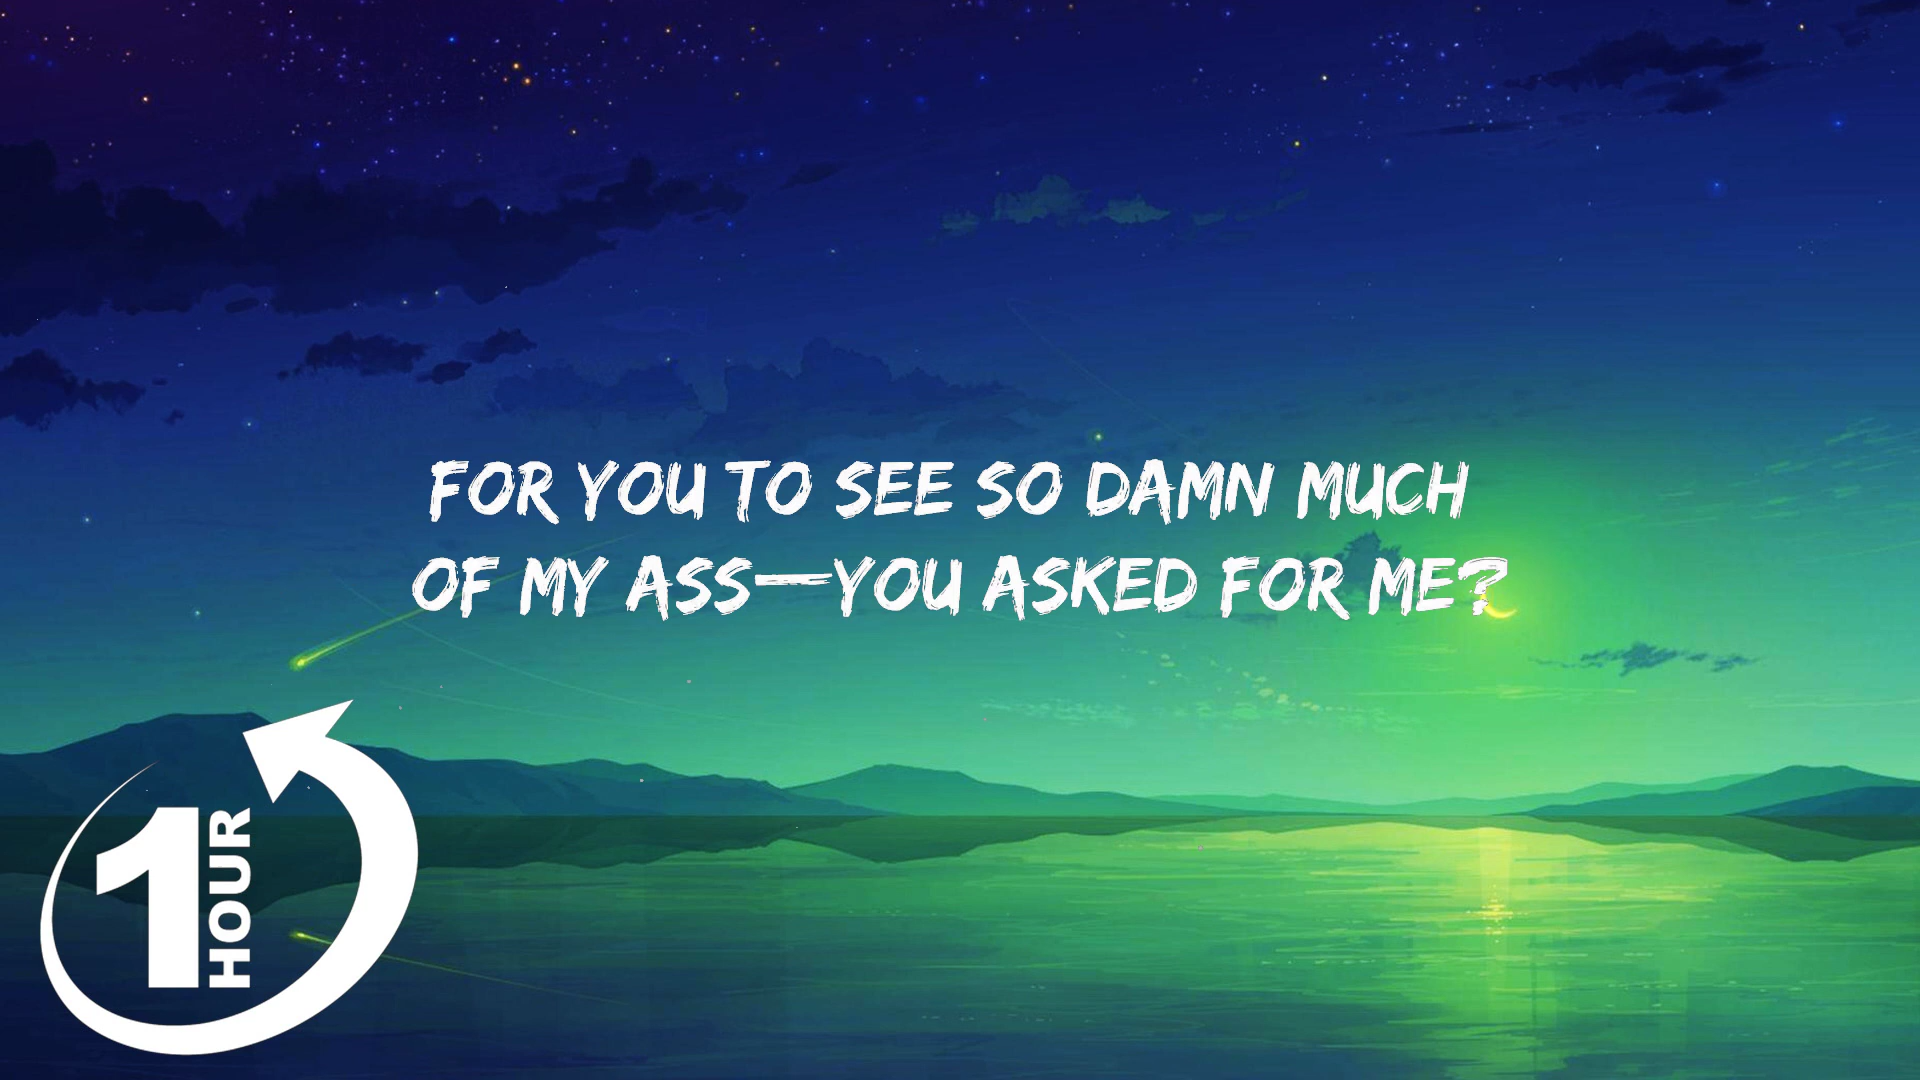 FOR YOU TO SEE SO DAMN MUCH
OF MY ASS—YOU ASKED FOR ME?
1
HOUR